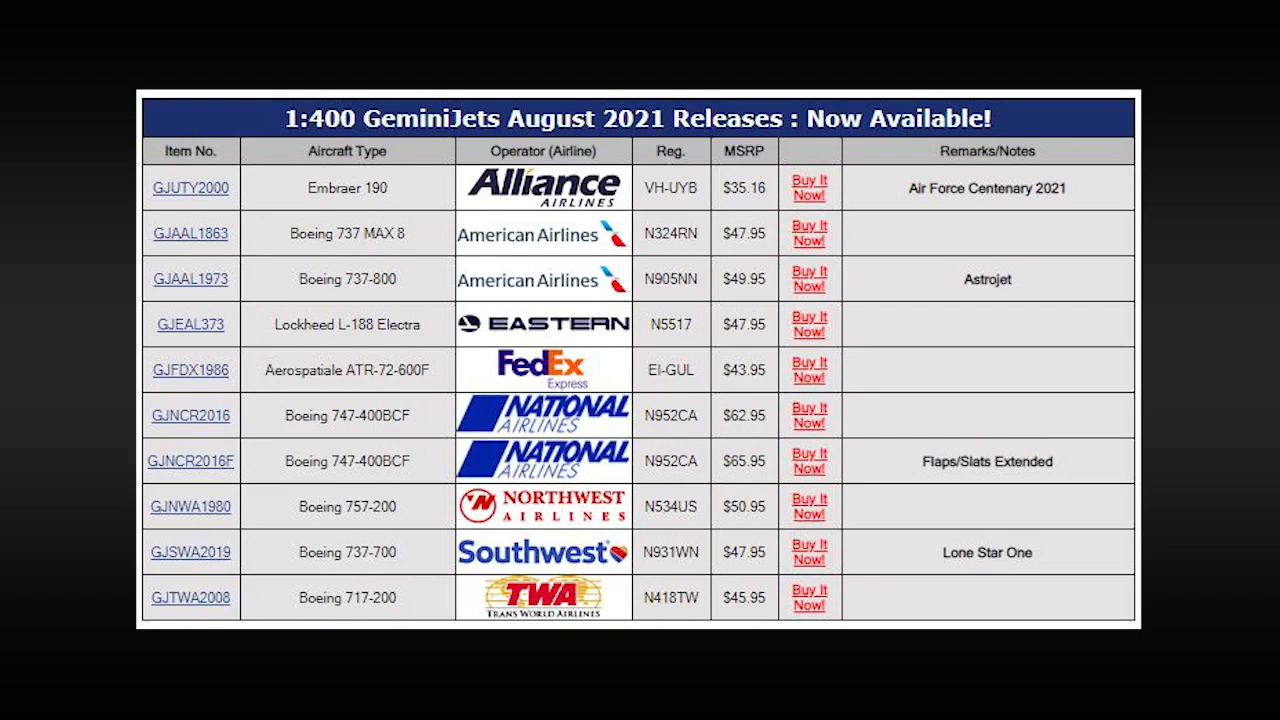 1:400 GeminiJets August 2021 Releases : Now Available!
Item No. Aircraft Type Operator (Airline) Reg. MSRP Remarks/Notes
GJUTY2000 Embraer 190 Alliance AIRLINES VH-UYB $35.16 Buy It Now! Air Force Centenary 2021
GJAAL1863 Boeing 737 MAX 8 American Airlines N324RN $47.95 Buy It Now!
GJAAL1973 Boeing 737-800 American Airlines N905NN $49.95 Buy It Now! Astrojet
GJEAL373 Lockheed L-188 Electra EASTERN N5517 $47.95 Buy It Now!
GJFDX1986 Aerospatiale ATR-72-600F FedEx Express EI-GUL $43.95 Buy It Now!
GJNCR2016 Boeing 747-400BCF NATIONAL AIRLINES N952CA $62.95 Buy It Now!
GJNCR2016F Boeing 747-400BCF NATIONAL AIRLINES N952CA $65.95 Buy It Now! Flaps/Slats Extended
GJNWA1980 Boeing 757-200 NORTHWEST AIRLINES N534US $50.95 Buy It Now!
GJSWA2019 Boeing 737-700 Southwest N931WN $47.95 Buy It Now! Lone Star One
GJTWA2008 Boeing 717-200 TWA TRANS WORLD AIRLINES N418TW $45.95 Buy It Now!